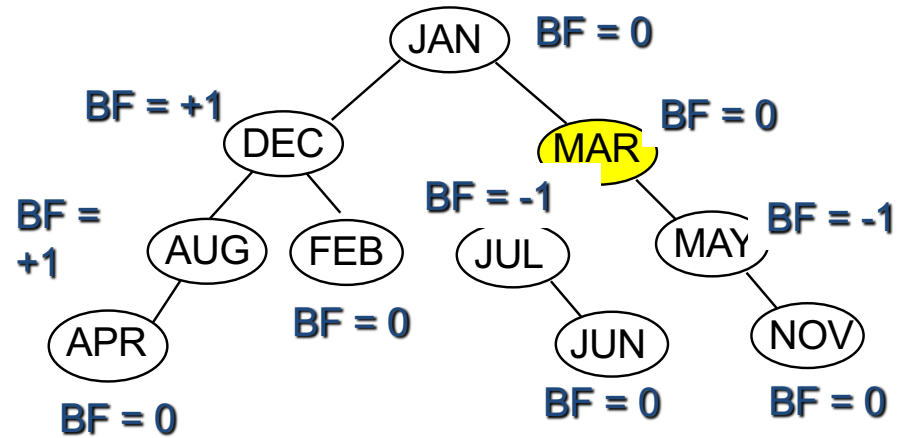 JAN
BF = 0
BF = +1
DEC
MAR
BF = 0
BF =
+1
AUG
FEB
BF = -1
JUL
MAY
BF = -1
APR
BF = 0
JUN
NOV
BF = 0
BF = 0
BF = 0